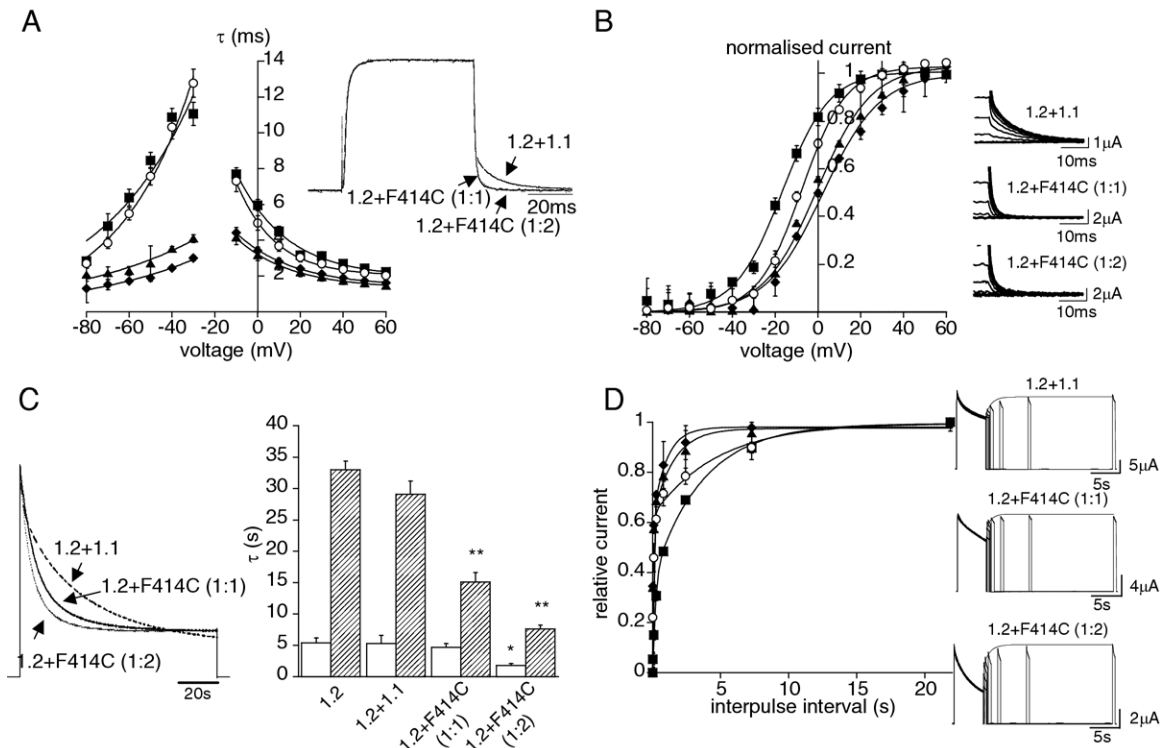 A
τ (ms)
14
12
10
8
6
4
2
-80 -60 -40 -20 0 20 40 60
voltage (mV)
1.2+1.1
1.2+F414C (1:1)
1.2+F414C (1:2)
20ms
B
normalised current
1
0.8
0.6
0.4
0.2
-80 -60 -40 -20 0 20 40 60
voltage (mV)
1.2+1.1
1μA
10ms
1.2+F414C (1:1)
2μA
10ms
1.2+F414C (1:2)
2μA
10ms
C
1.2+1.1
1.2+F414C (1:1)
1.2+F414C (1:2)
20s
τ (s)
40
35
30
25
20
15
10
5
0
**
*
**
1.2
1.2+1.1
1.2+F414C
(1:1)
1.2+F414C
(1:2)
D
relative current
1
0.8
0.6
0.4
0.2
0
0 5 10 15 20
interpulse interval (s)
1.2+1.1
5μA
5s
1.2+F414C (1:1)
4μA
5s
1.2+F414C (1:2)
2μA
5s